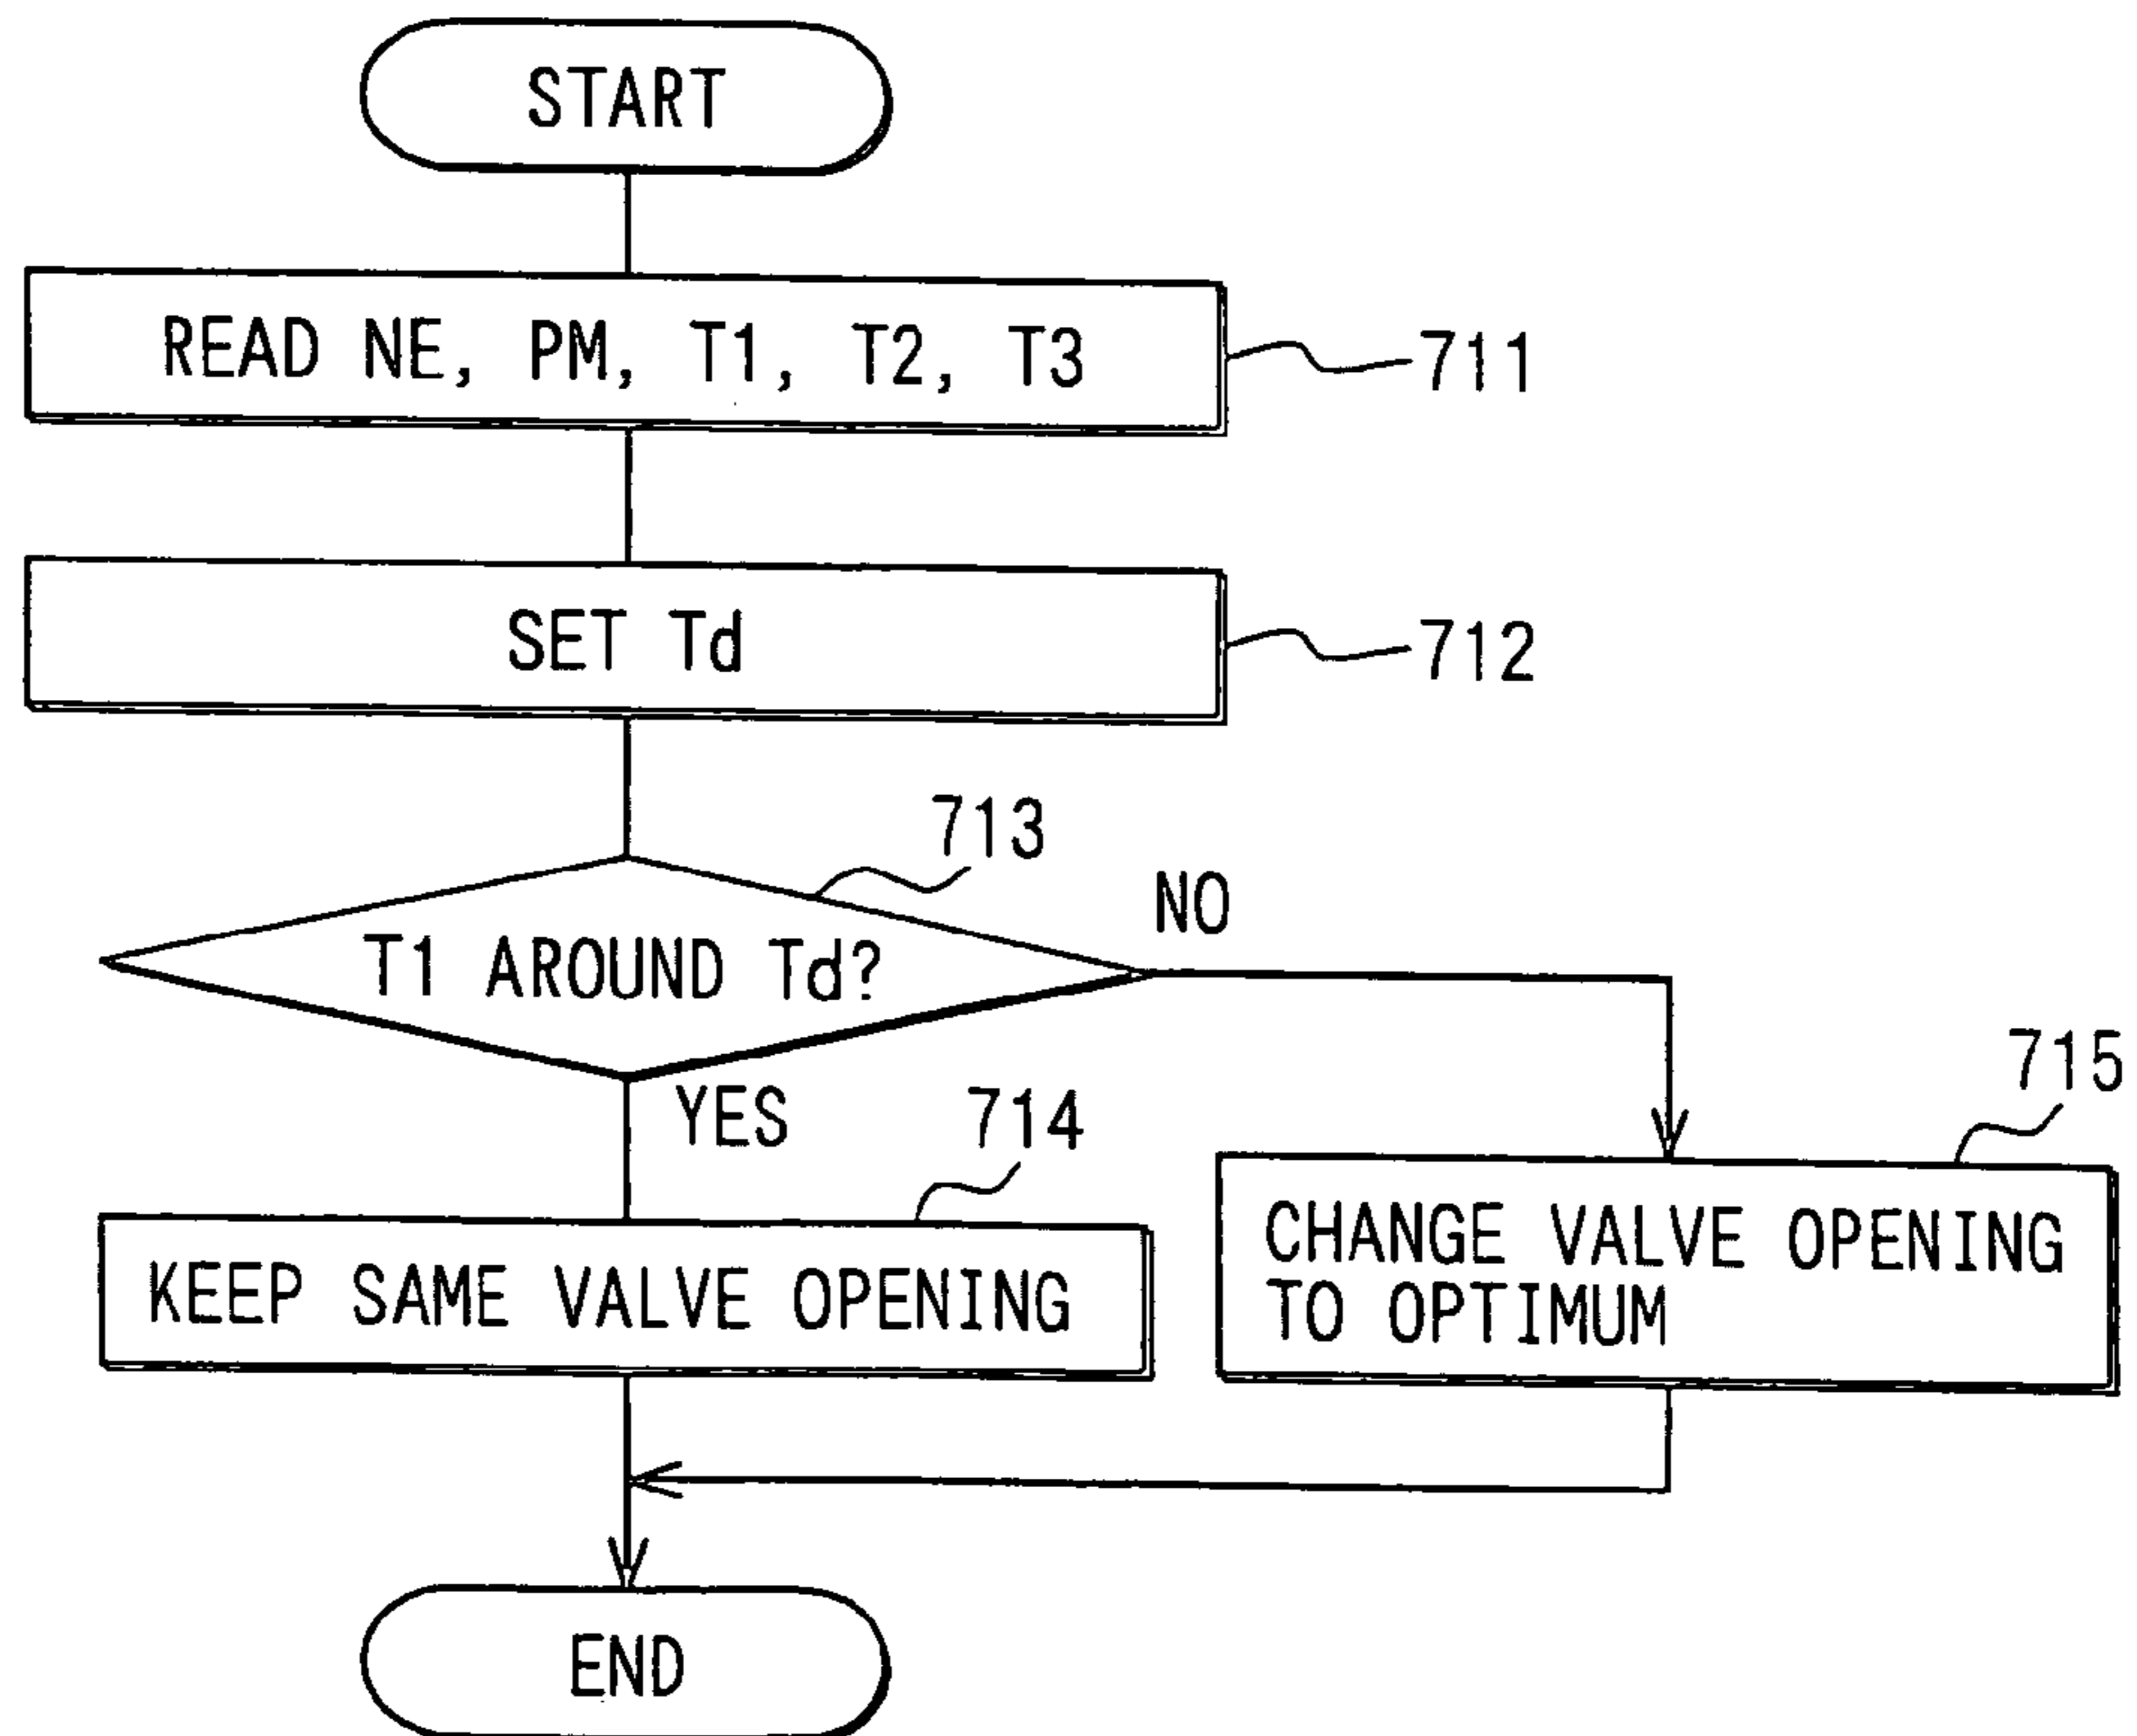 START
READ NE, PM, T1, T2, T3
711
SET Td
712
713
T1 AROUND Td?
NO
YES
714
715
KEEP SAME VALVE OPENING
CHANGE VALVE OPENING
TO OPTIMUM
END